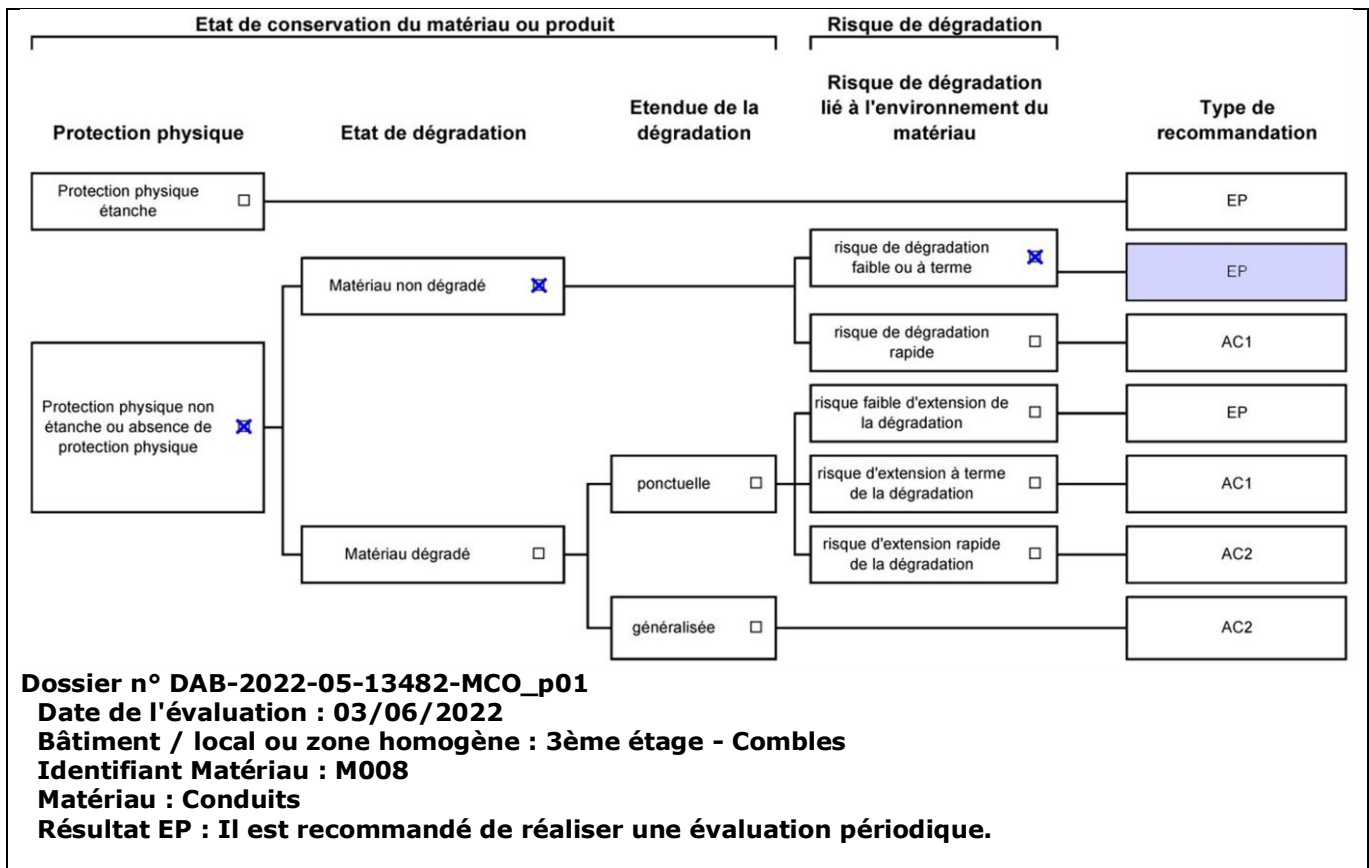 Etat de conservation du matériau ou produit
Risque de dégradation
Protection physique
Etat de dégradation
Etendue de la
dégradation
Risque de dégradation
lié à l'environnement du
matériau
Type de
recommandation
Protection physique
étanche
EP
Matériau non dégradé
risque de dégradation
faible ou à terme
EP
risque de dégradation
rapide
AC1
Protection physique non
étanche ou absence de
protection physique
risque faible d'extension de
la dégradation
EP
ponctuelle
risque d'extension à terme
de la dégradation
AC1
Matériau dégradé
risque d'extension rapide
de la dégradation
AC2
généralisée
AC2
Dossier n° DAB-2022-05-13482-MCO_p01
Date de l'évaluation : 03/06/2022
Bâtiment / local ou zone homogène : 3ème étage - Combles
Identifiant Matériau : M008
Matériau : Conduits
Résultat EP : Il est recommandé de réaliser une évaluation périodique.